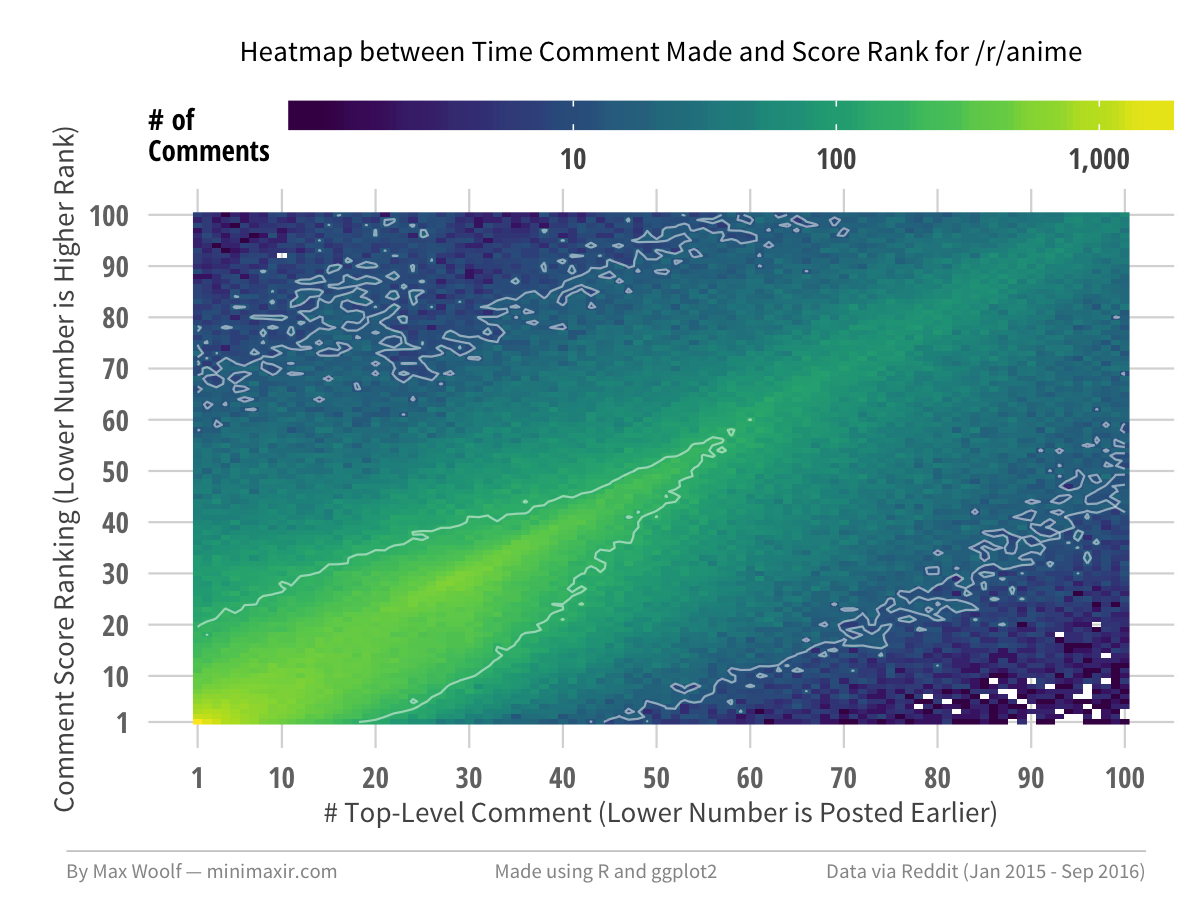 Heatmap between Time Comment Made and Score Rank for /r/anime
# of
Comments
10 100 1,000
Comment Score Ranking (Lower Number is Higher Rank)
100
90
80
70
60
50
40
30
20
10
1
1 10 20 30 40 50 60 70 80 90 100
# Top-Level Comment (Lower Number is Posted Earlier)
By Max Woolf — minimaxir.com Made using R and ggplot2 Data via Reddit (Jan 2015 - Sep 2016)